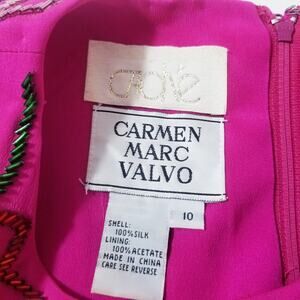 CARMEN
MARC
VALVO
10
SHELL:
100%SILK
LINING:
100%ACETATE
MADE IN CHINA
CARE SEE REVERSE